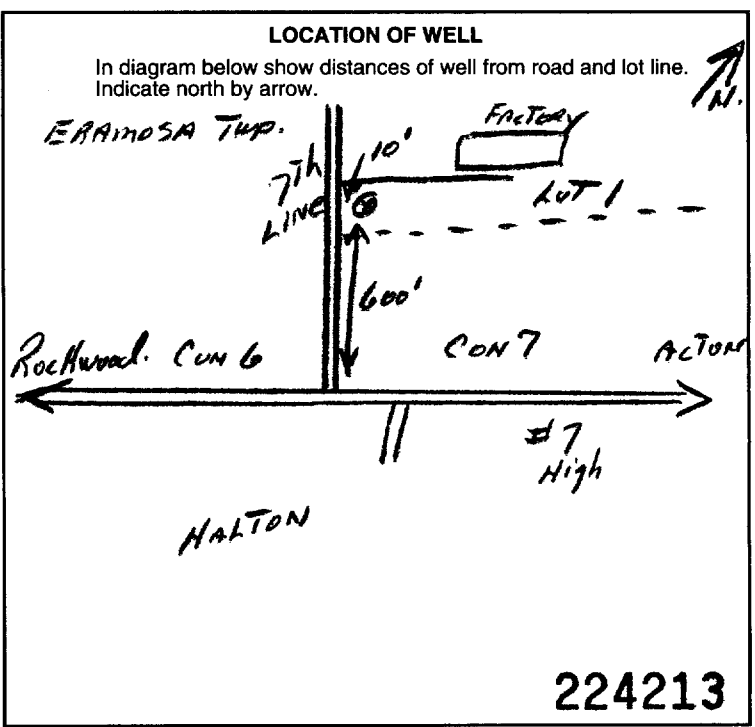 LOCATION OF WELL
In diagram below show distances of well from road and lot line.
Indicate north by arrow.
N.
ERAMOSA TWP.
FACTORY
7Th
LINE
10'
LOT 1
600'
Rockwood. CON 6
CON 7
ACTON
#7
High
HALTON
224213